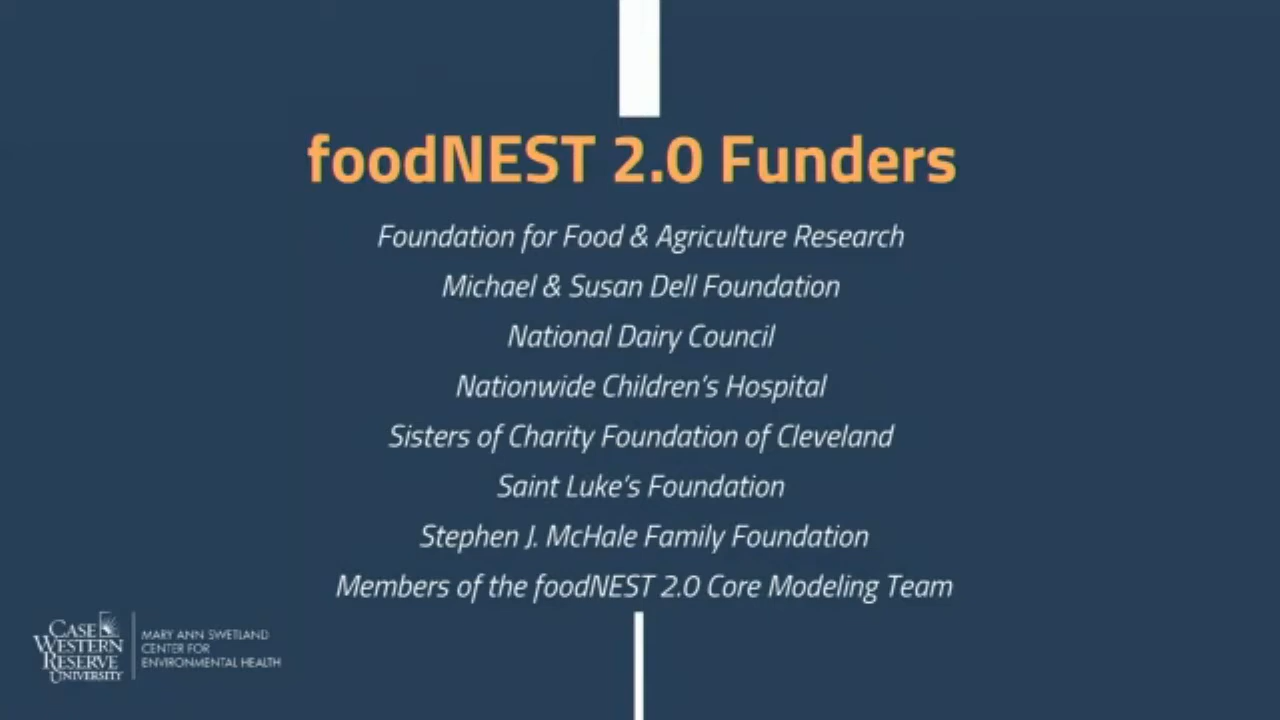 foodNEST 2.0 Funders
Foundation for Food & Agriculture Research
Michael & Susan Dell Foundation
National Dairy Council
Nationwide Children's Hospital
Sisters of Charity Foundation of Cleveland
Saint Luke's Foundation
Stephen J. McHale Family Foundation
Members of the foodNEST 2.0 Core Modeling Team
CASE
WESTERN
RESERVE
UNIVERSITY
MARY ANN SWETLAND
CENTER FOR
ENVIRONMENTAL HEALTH